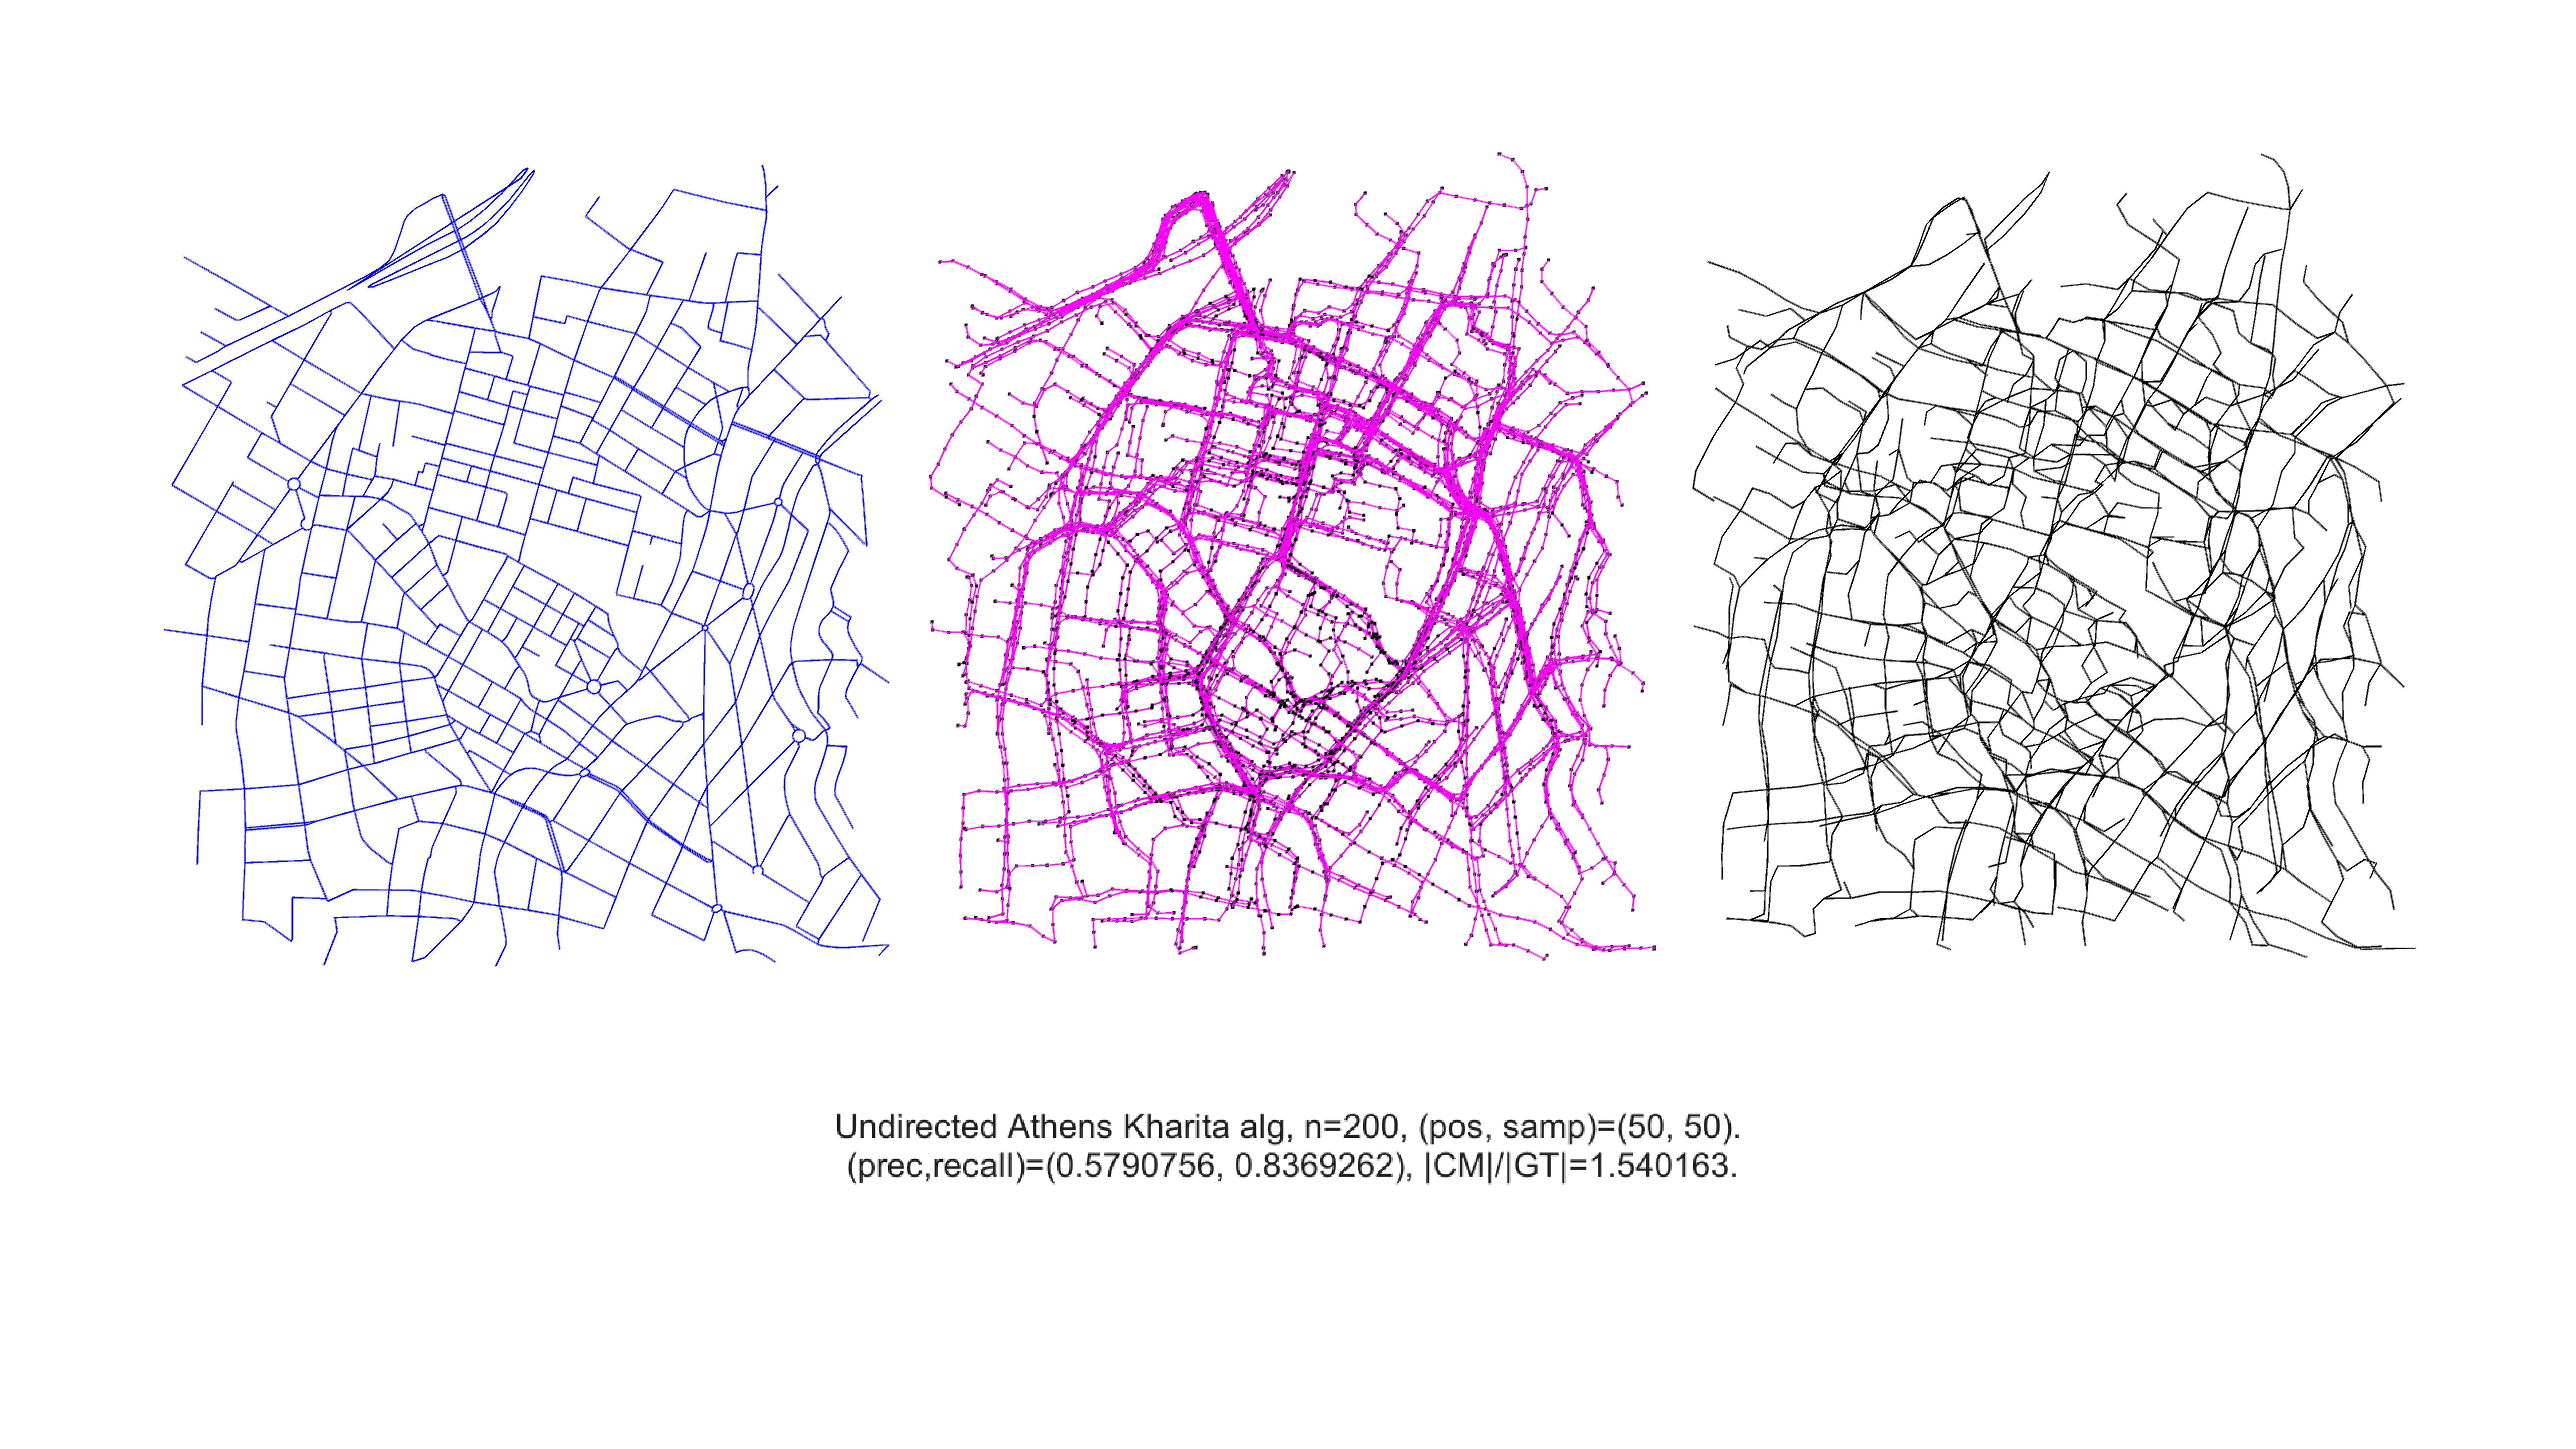 Undirected Athens Kharita alg, n=200, (pos, samp)=(50, 50).
(prec,recall)=(0.5790756, 0.8369262), |CM|/|GT|=1.540163.